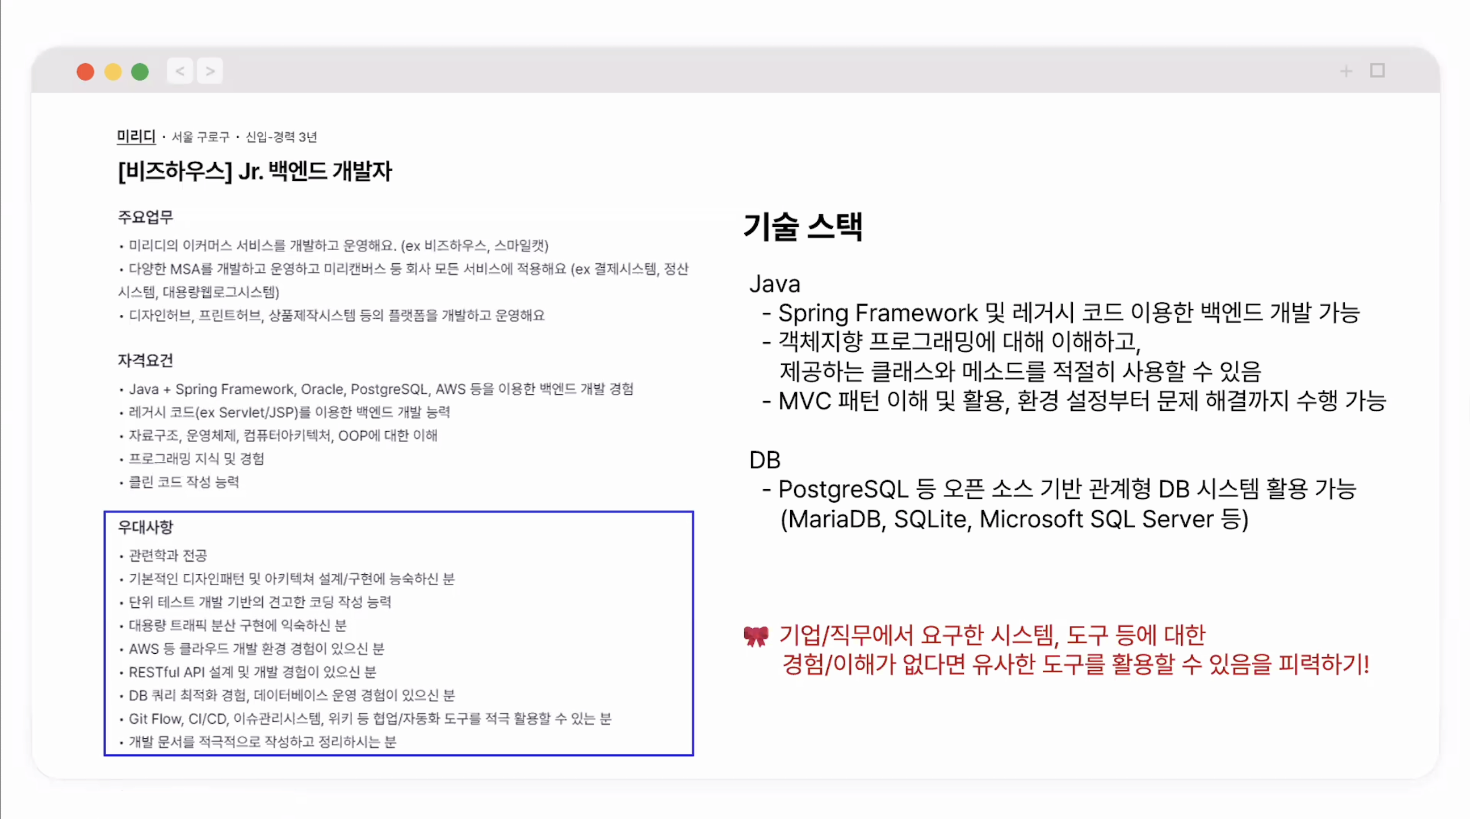 미리디 · 서울 구로구 · 신입-경력 3년
[비즈하우스] Jr. 백엔드 개발자
주요업무
• 미리디의 이커머스 서비스를 개발하고 운영해요. (ex 비즈하우스, 스마일캣)
• 다양한 MSA를 개발하고 운영하고 미리캔버스 등 회사 모든 서비스에 적용해요 (ex 결제시스템, 정산
시스템, 대용량웹로그시스템)
• 디자인허브, 프린트허브, 상품제작시스템 등의 플랫폼을 개발하고 운영해요
자격요건
• Java + Spring Framework, Oracle, PostgreSQL, AWS 등을 이용한 백엔드 개발 경험
• 레거시 코드(ex Servlet/JSP)를 이용한 백엔드 개발 능력
• 자료구조, 운영체제, 컴퓨터아키텍처, OOP에 대한 이해
• 프로그래밍 지식 및 경험
• 클린 코드 작성 능력
우대사항
• 관련학과 전공
• 기본적인 디자인패턴 및 아키텍쳐 설계/구현에 능숙하신 분
• 단위 테스트 개발 기반의 견고한 코딩 작성 능력
• 대용량 트래픽 분산 구현에 익숙하신 분
• AWS 등 클라우드 개발 환경 경험이 있으신 분
• RESTful API 설계 및 개발 경험이 있으신 분
• DB 쿼리 최적화 경험, 데이터베이스 운영 경험이 있으신 분
• Git Flow, CI/CD, 이슈관리시스템, 위키 등 협업/자동화 도구를 적극 활용할 수 있는 분
• 개발 문서를 적극적으로 작성하고 정리하시는 분
기술 스택
Java
- Spring Framework 및 레거시 코드 이용한 백엔드 개발 가능
- 객체지향 프로그래밍에 대해 이해하고,
제공하는 클래스와 메소드를 적절히 사용할 수 있음
- MVC 패턴 이해 및 활용, 환경 설정부터 문제 해결까지 수행 가능
DB
- PostgreSQL 등 오픈 소스 기반 관계형 DB 시스템 활용 가능
(MariaDB, SQLite, Microsoft SQL Server 등)
기업/직무에서 요구한 시스템, 도구 등에 대한
경험/이해가 없다면 유사한 도구를 활용할 수 있음을 피력하기!